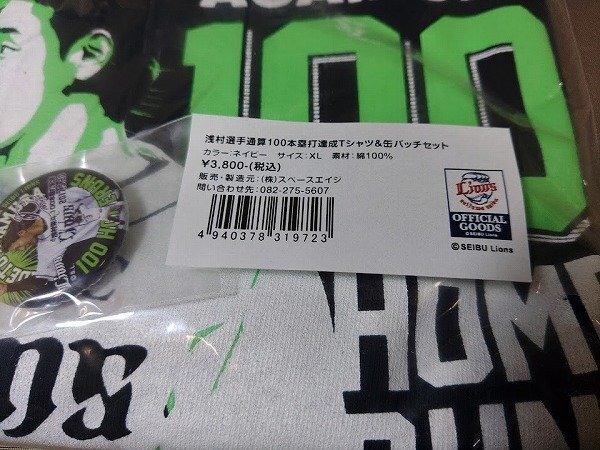 100
浅村選手通算100本塁打達成Tシャツ&缶バッチセット
カラー:ネイビー サイズ:XL 素材:綿100%
¥3,800-(税込)
販売・製造元:(株)スペースエイジ
問い合わせ先:082-275-5607
4 940378 319723
Lions
OFFICIAL
GOODS
©SEIBU Lions
©SEIBU Lions
100 HR
HOME
RUN